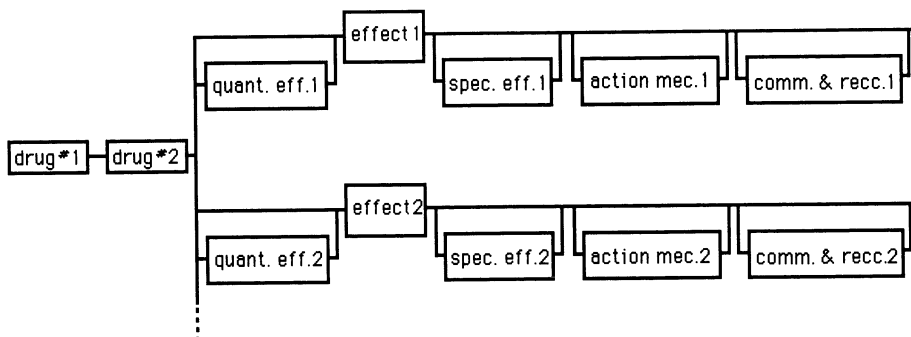 effect1
quant. eff.1
spec. eff.1
action mec.1
comm. & recc.1
drug#1
drug#2
effect2
quant. eff.2
spec. eff.2
action mec.2
comm. & recc.2